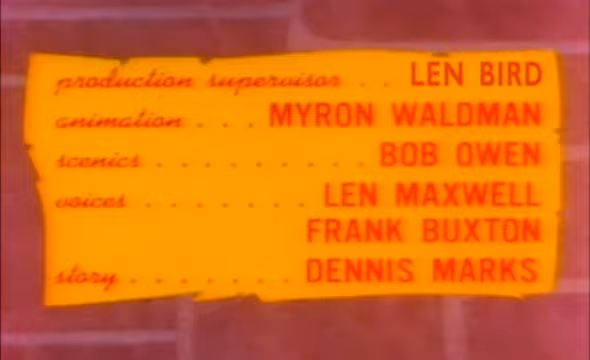 production supervisor . . LEN BIRD
animation . . . MYRON WALDMAN
scenics . . . . . . . . . BOB OWEN
voices . . . . . . . LEN MAXWELL
FRANK BUXTON
story . . . . . . . DENNIS MARKS